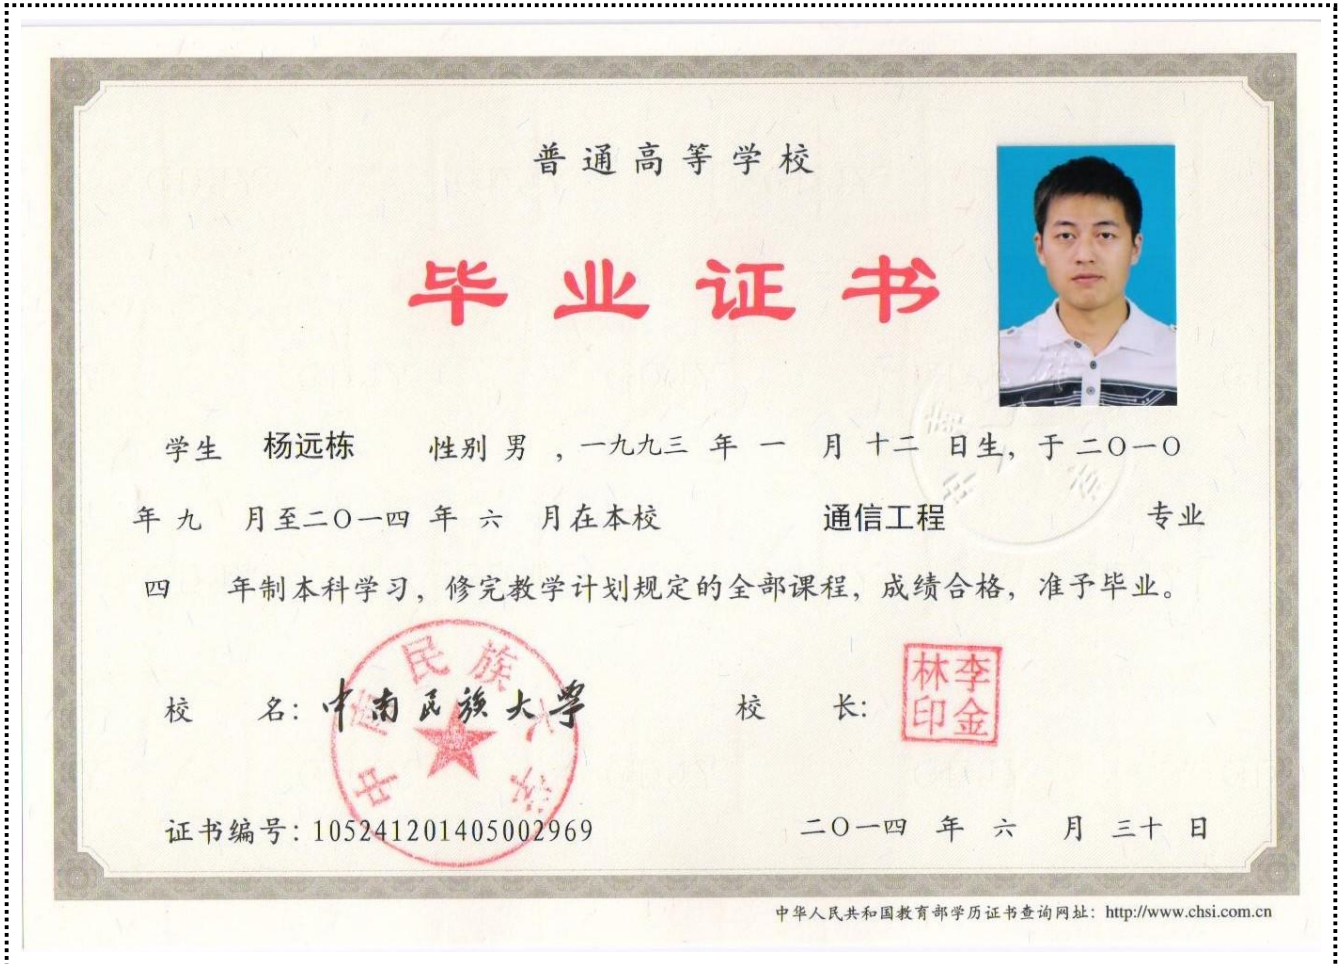 普通高等学校
毕业证书
学生 杨远栋 性别 男 ，一九九三 年 一 月 十二 日生，于 二〇一〇
年 九 月至二〇一四 年 六 月在本校 通信工程 专业
四 年制本科学习，修完教学计划规定的全部课程，成绩合格，准予毕业。
校 名：中南民族大学 校 长：
中南民族大学
李金林印
证书编号：105241201405002969 二〇一四 年 六 月 三十 日
中华人民共和国教育部学历证书查询网址：http://www.chsi.com.cn